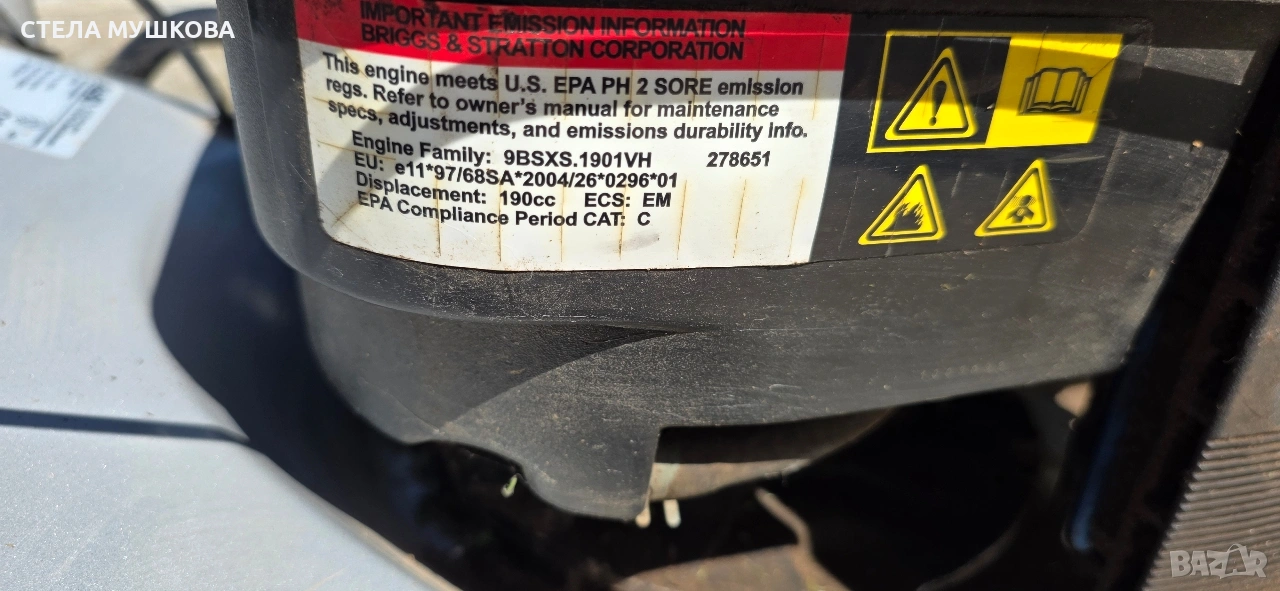 СТЕЛА МУШКОВА
IMPORTANT EMISSION INFORMATION
BRIGGS & STRATTON CORPORATION
This engine meets U.S. EPA PH 2 SORE emission
regs. Refer to owner's manual for maintenance
specs, adjustments, and emissions durability info.
Engine Family: 9BSXS.1901VH 278651
EU: e11*97/68SA*2004/26*0296*01
Displacement: 190cc ECS: EM
EPA Compliance Period CAT: C
BAZAR